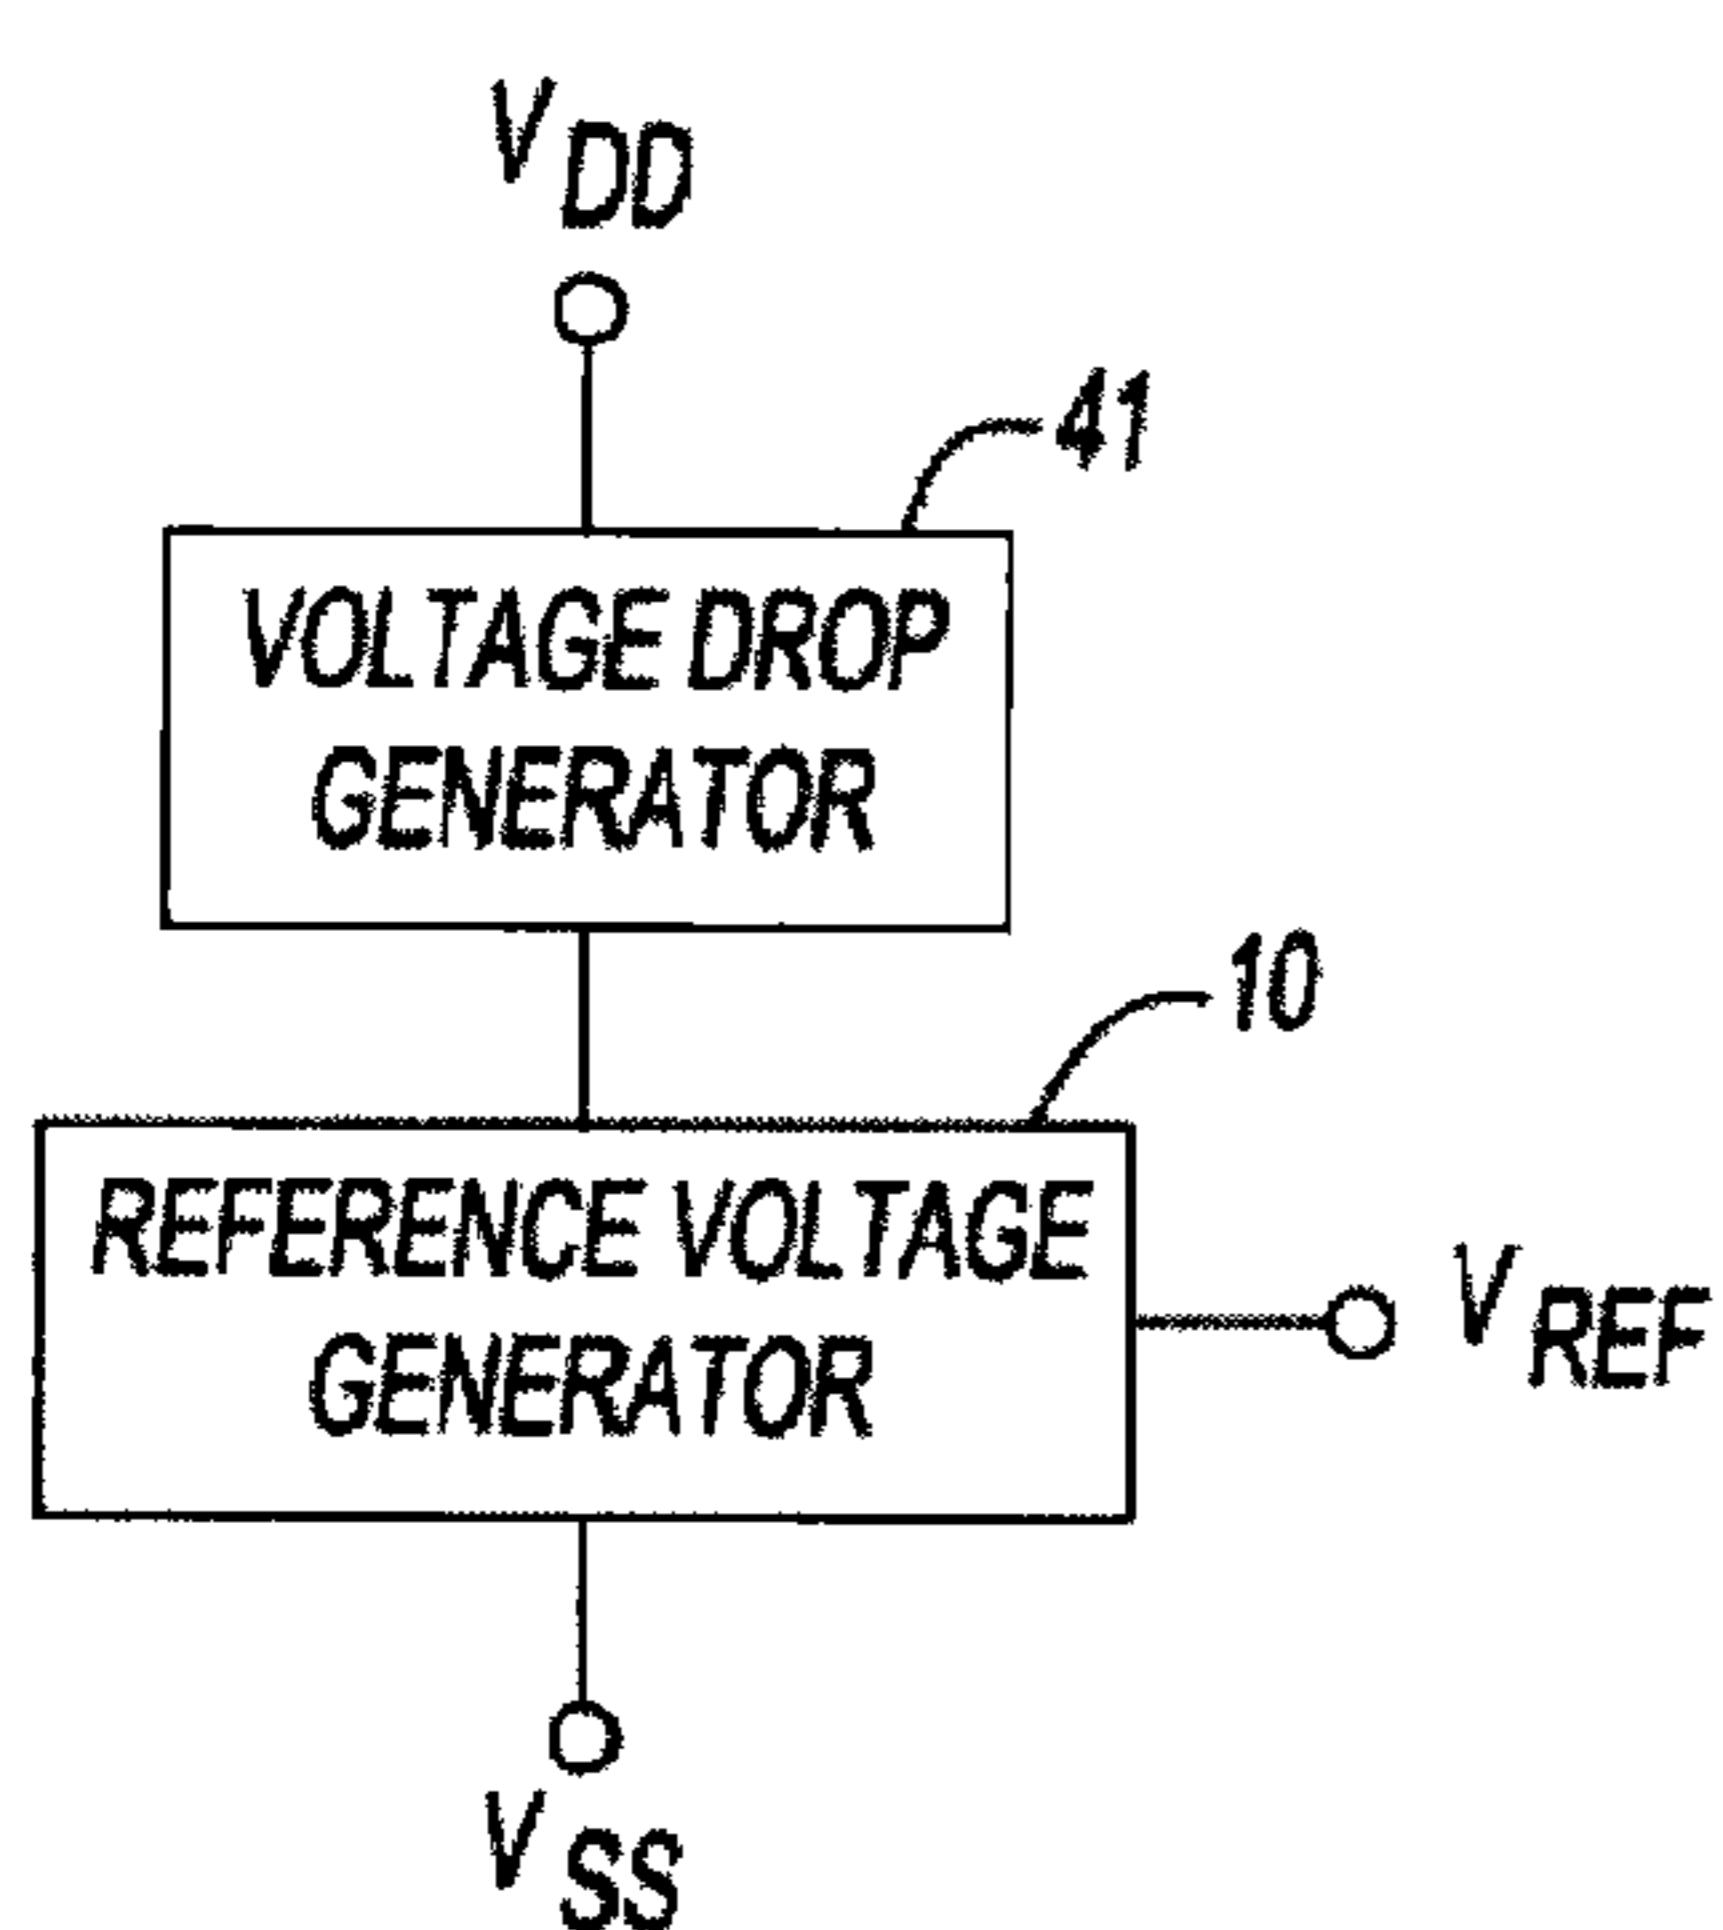 VDD
41
VOLTAGE DROP
GENERATOR
10
REFERENCE VOLTAGE
GENERATOR
VREF
VSS